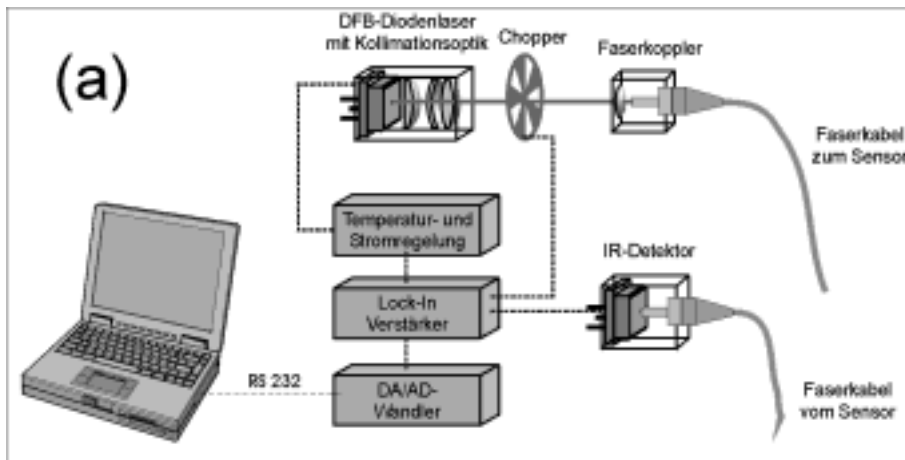 (a)
DFB-Diodenlaser
mit Kollimationsoptik
Chopper
Faserkoppler
Faserkabel
zum Sensor
Temperatur- und
Stromregelung
IR-Detektor
Lock-In
Verstärker
RS 232
DA/AD-
Wandler
Faserkabel
vom Sensor